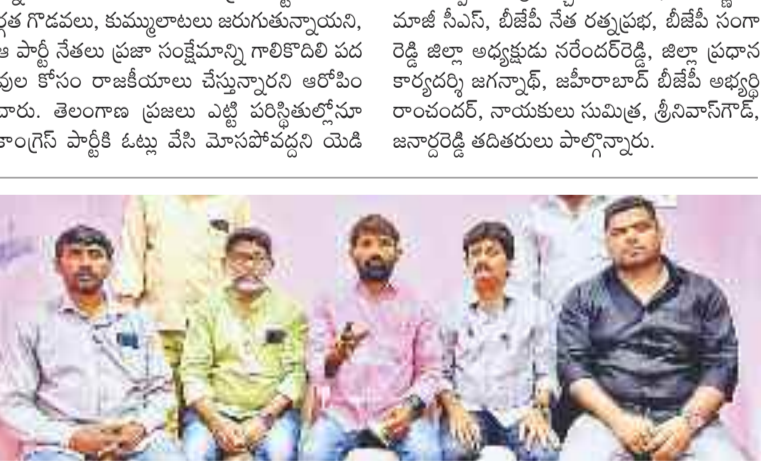 ర్గత గొడవలు, కుమ్ములాటలు జరుగుతున్నాయని,
ఆ పార్టీ నేతలు ప్రజా సంక్షేమాన్ని గాలికొదిలి పద
వుల కోసం రాజకీయాలు చేస్తున్నారని ఆరోపిం
చారు. తెలంగాణ ప్రజలు ఎట్టి పరిస్థితుల్లోనూ
కాంగ్రెస్ పార్టీకి ఓట్లు వేసి మోసపోవద్దని యెడి
మాజీ సీఎస్, బీజేపీ నేత రత్నప్రభ, బీజేపీ సంగా
రెడ్డి జిల్లా అధ్యక్షుడు నరేందర్‌రెడ్డి, జిల్లా ప్రధాన
కార్యదర్శి జగన్నాథ్, జహీరాబాద్ బీజేపీ అభ్యర్థి
రాంచందర్, నాయకులు సుమిత్ర, శ్రీనివాస్‌గౌడ్,
జనార్దరెడ్డి తదితరులు పాల్గొన్నారు.